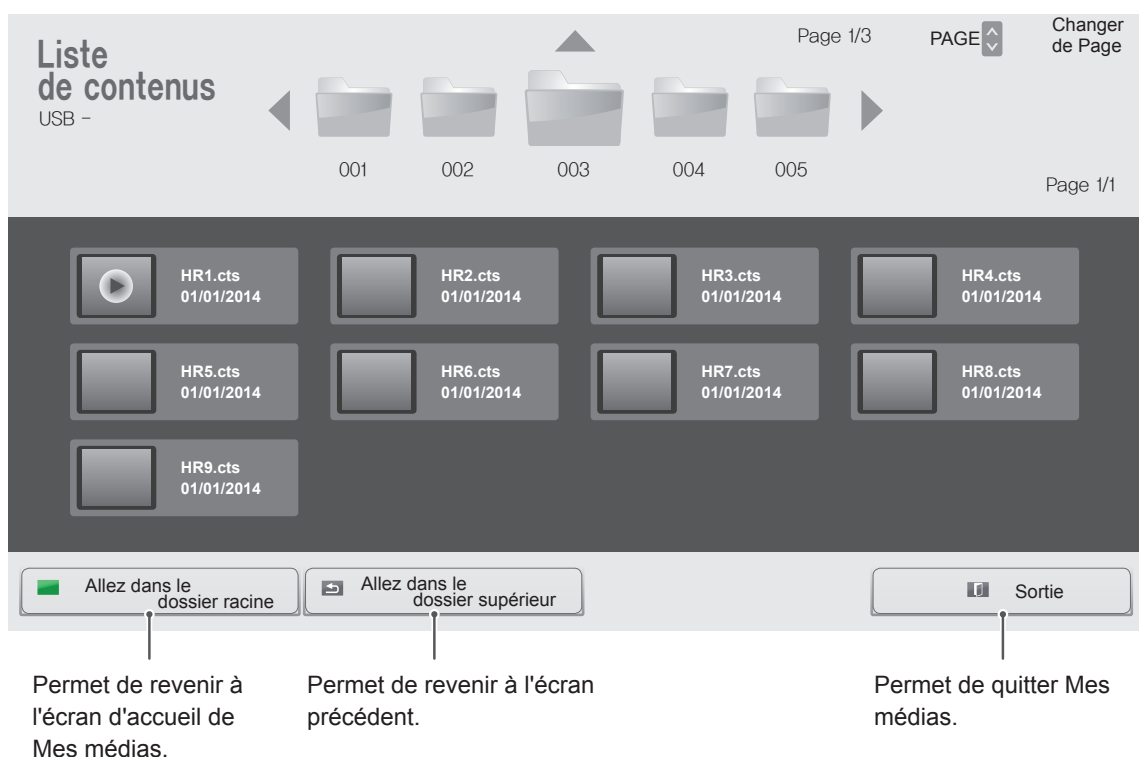 Liste
de contenus
USB -
Page 1/3
PAGE
Changer
de Page
001
002
003
004
005
Page 1/1
HR1.cts
01/01/2014
HR2.cts
01/01/2014
HR3.cts
01/01/2014
HR4.cts
01/01/2014
HR5.cts
01/01/2014
HR6.cts
01/01/2014
HR7.cts
01/01/2014
HR8.cts
01/01/2014
HR9.cts
01/01/2014
Allez dans le
dossier racine
Allez dans le
dossier supérieur
Sortie
Permet de revenir à
l'écran d'accueil de
Mes médias.
Permet de revenir à l'écran
précédent.
Permet de quitter Mes
médias.